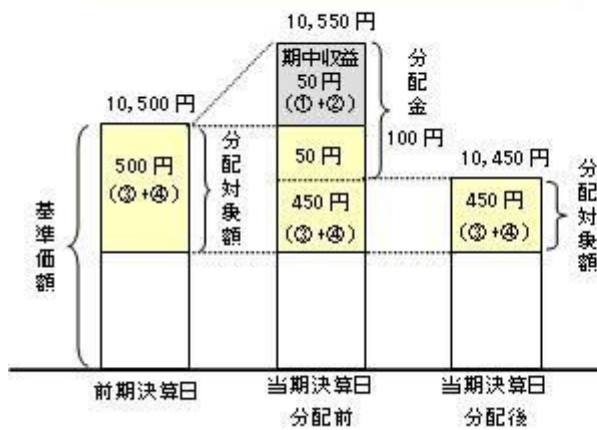 10,550円
期中収益
50円
(①+②)
分配金
100円
10,500円
500円
(③+④)
分配対象額
50円
450円
(③+④)
10,450円
450円
(③+④)
分配対象額
基準価額
前期決算日
当期決算日
分配前
当期決算日
分配後